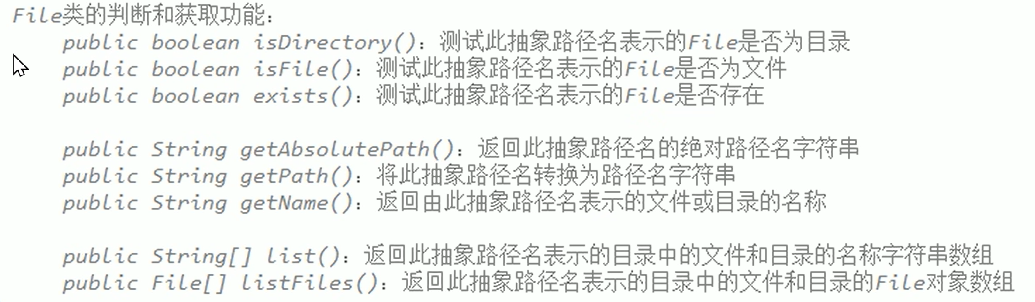 File类的判断和获取功能：
public boolean isDirectory()：测试此抽象路径名表示的File是否为目录
public boolean isFile()：测试此抽象路径名表示的File是否为文件
public boolean exists()：测试此抽象路径名表示的File是否存在
public String getAbsolutePath()：返回此抽象路径名的绝对路径名字符串
public String getPath()：将此抽象路径名转换为路径名字符串
public String getName()：返回由此抽象路径名表示的文件或目录的名称
public String[] list()：返回此抽象路径名表示的目录中的文件和目录的名称字符串数组
public File[] listFiles()：返回此抽象路径名表示的目录中的文件和目录的File对象数组